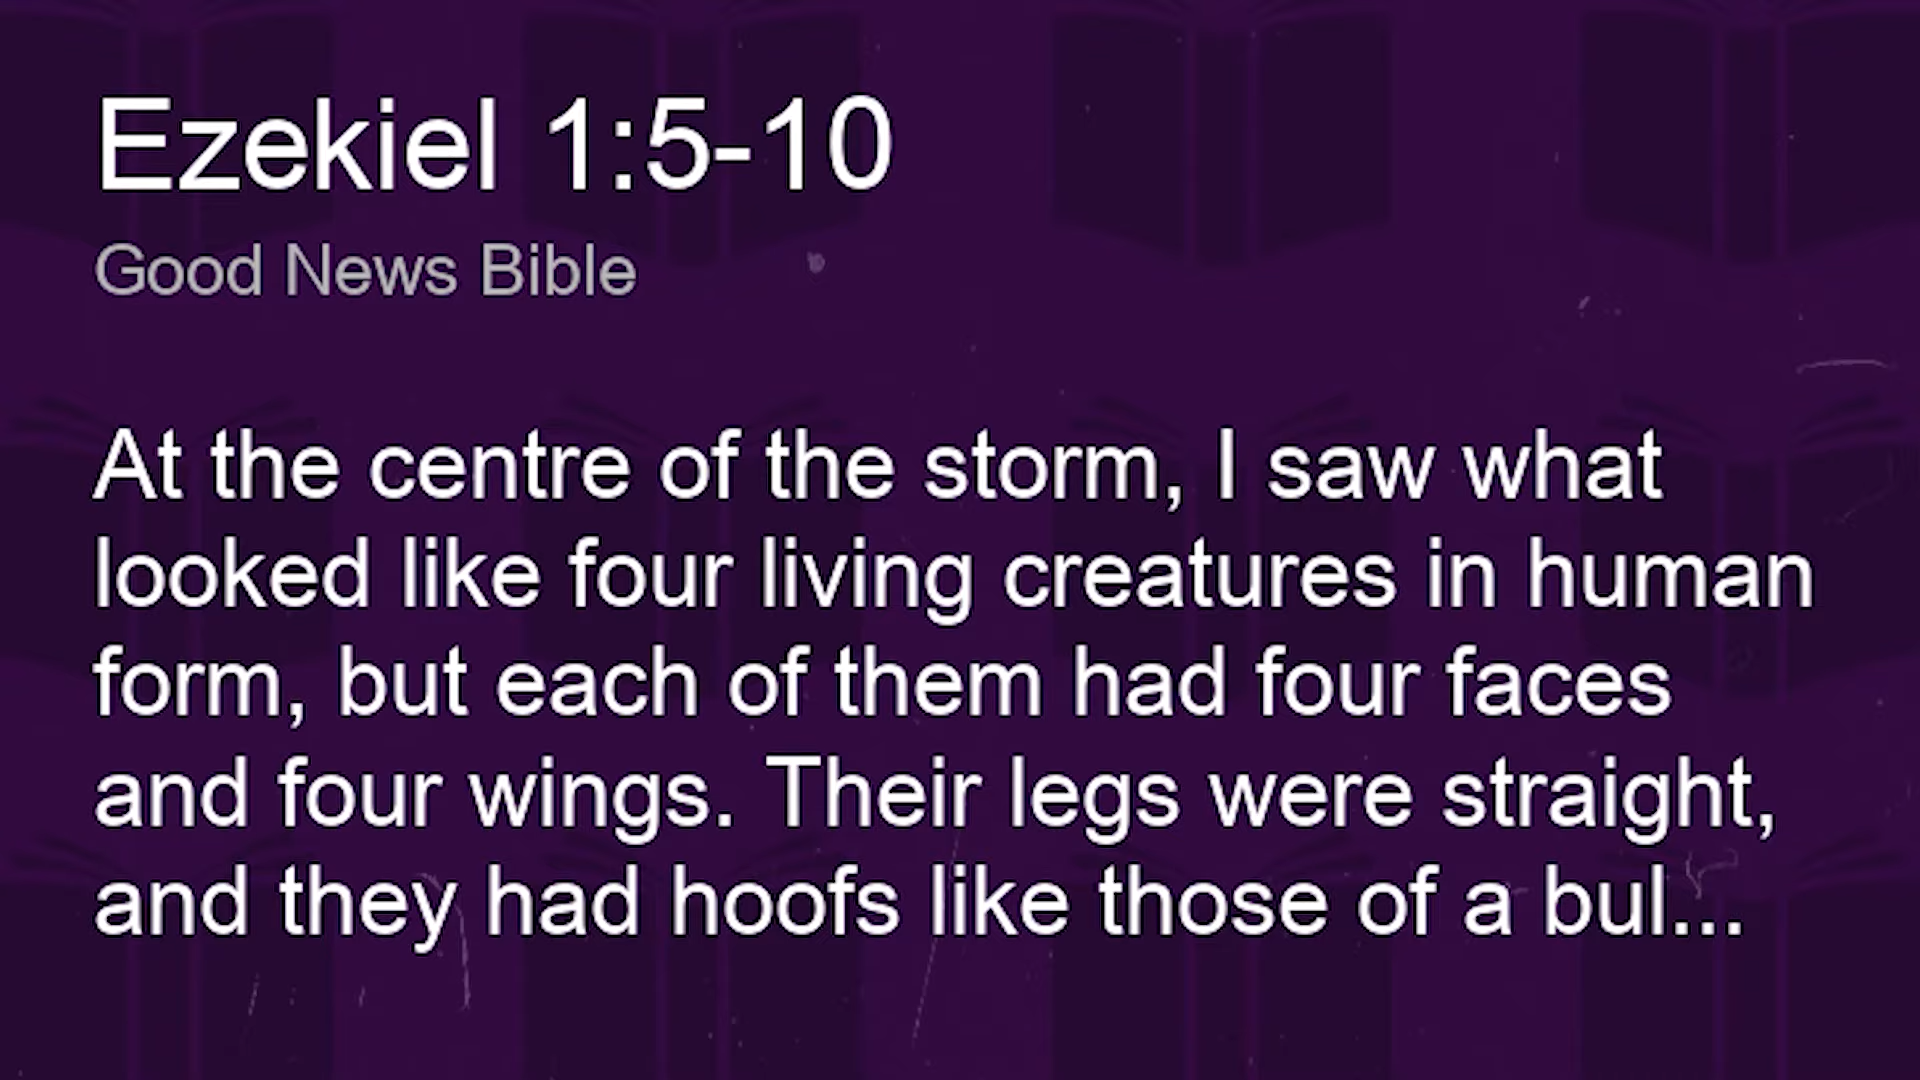 Ezekiel 1:5-10
Good News Bible
At the centre of the storm, I saw what
looked like four living creatures in human
form, but each of them had four faces
and four wings. Their legs were straight,
and they had hoofs like those of a bul...